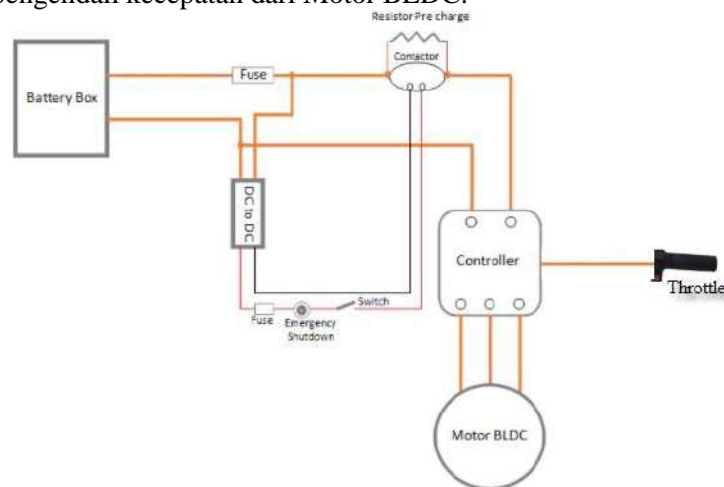 pengendali kecepatan dari Motor BLDC.
Resistor Pre charge
Contactor
Fuse
Battery Box
DC to DC
Controller
Throttle
Switch
Fuse
Emergency
Shutdown
Motor BLDC